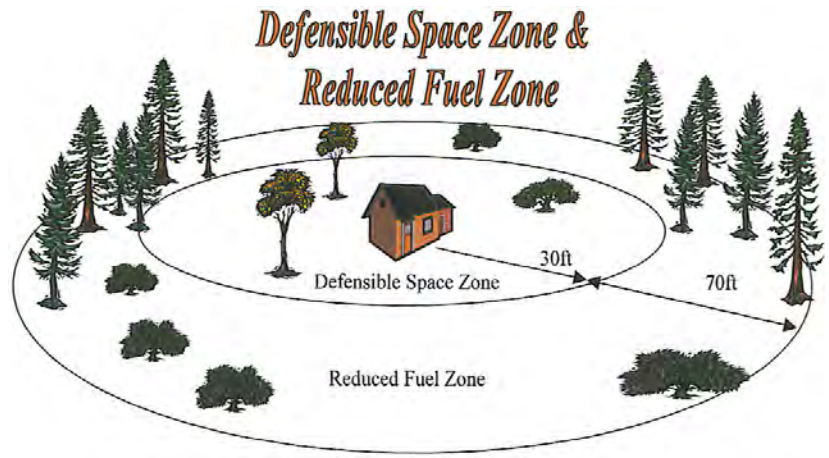 Defensible Space Zone &
Reduced Fuel Zone
30ft
Defensible Space Zone
70ft
Reduced Fuel Zone